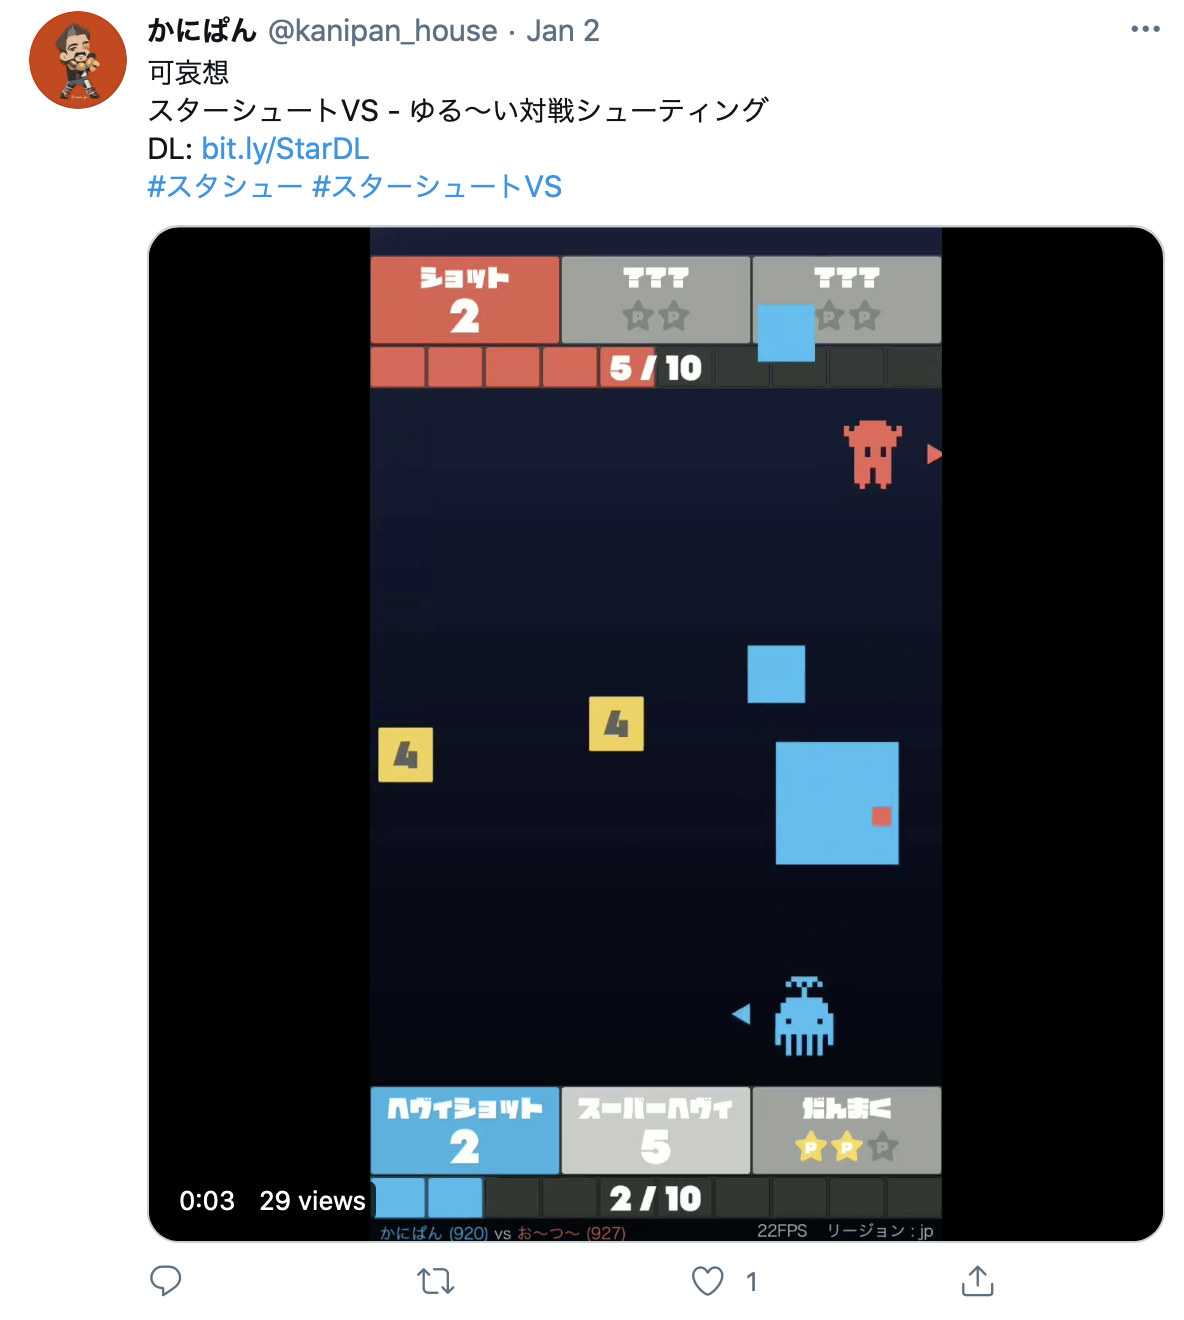 かにぱん @kanipan_house · Jan 2
可哀想
スターシュートVS - ゆる〜い対戦シューティング
DL: bit.ly/StarDL
#スタシュー #スターシュートVS
ショット ??? ???
2 P P P P
5 / 10
4
4
ヘヴィショット スーパーヘヴィ だんまく
2 5 P P P
0:03 29 views 2 / 10
かにぱん (920) vs お〜つ〜 (927) 22FPS リージョン : jp
1